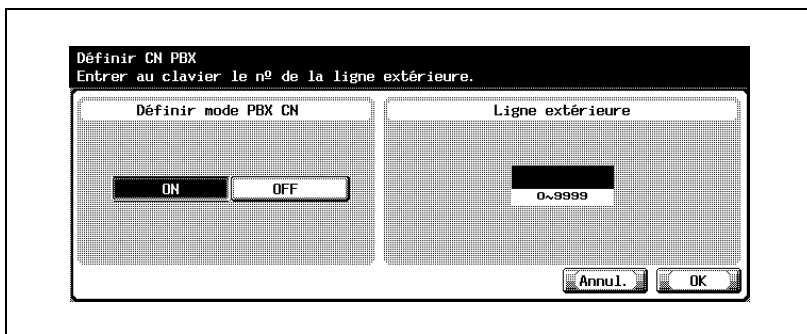 Définir CN PBX
Entrer au clavier le nº de la ligne extérieure.
Définir mode PBX CN
Ligne extérieure
ON OFF
0~9999
Annul. OK